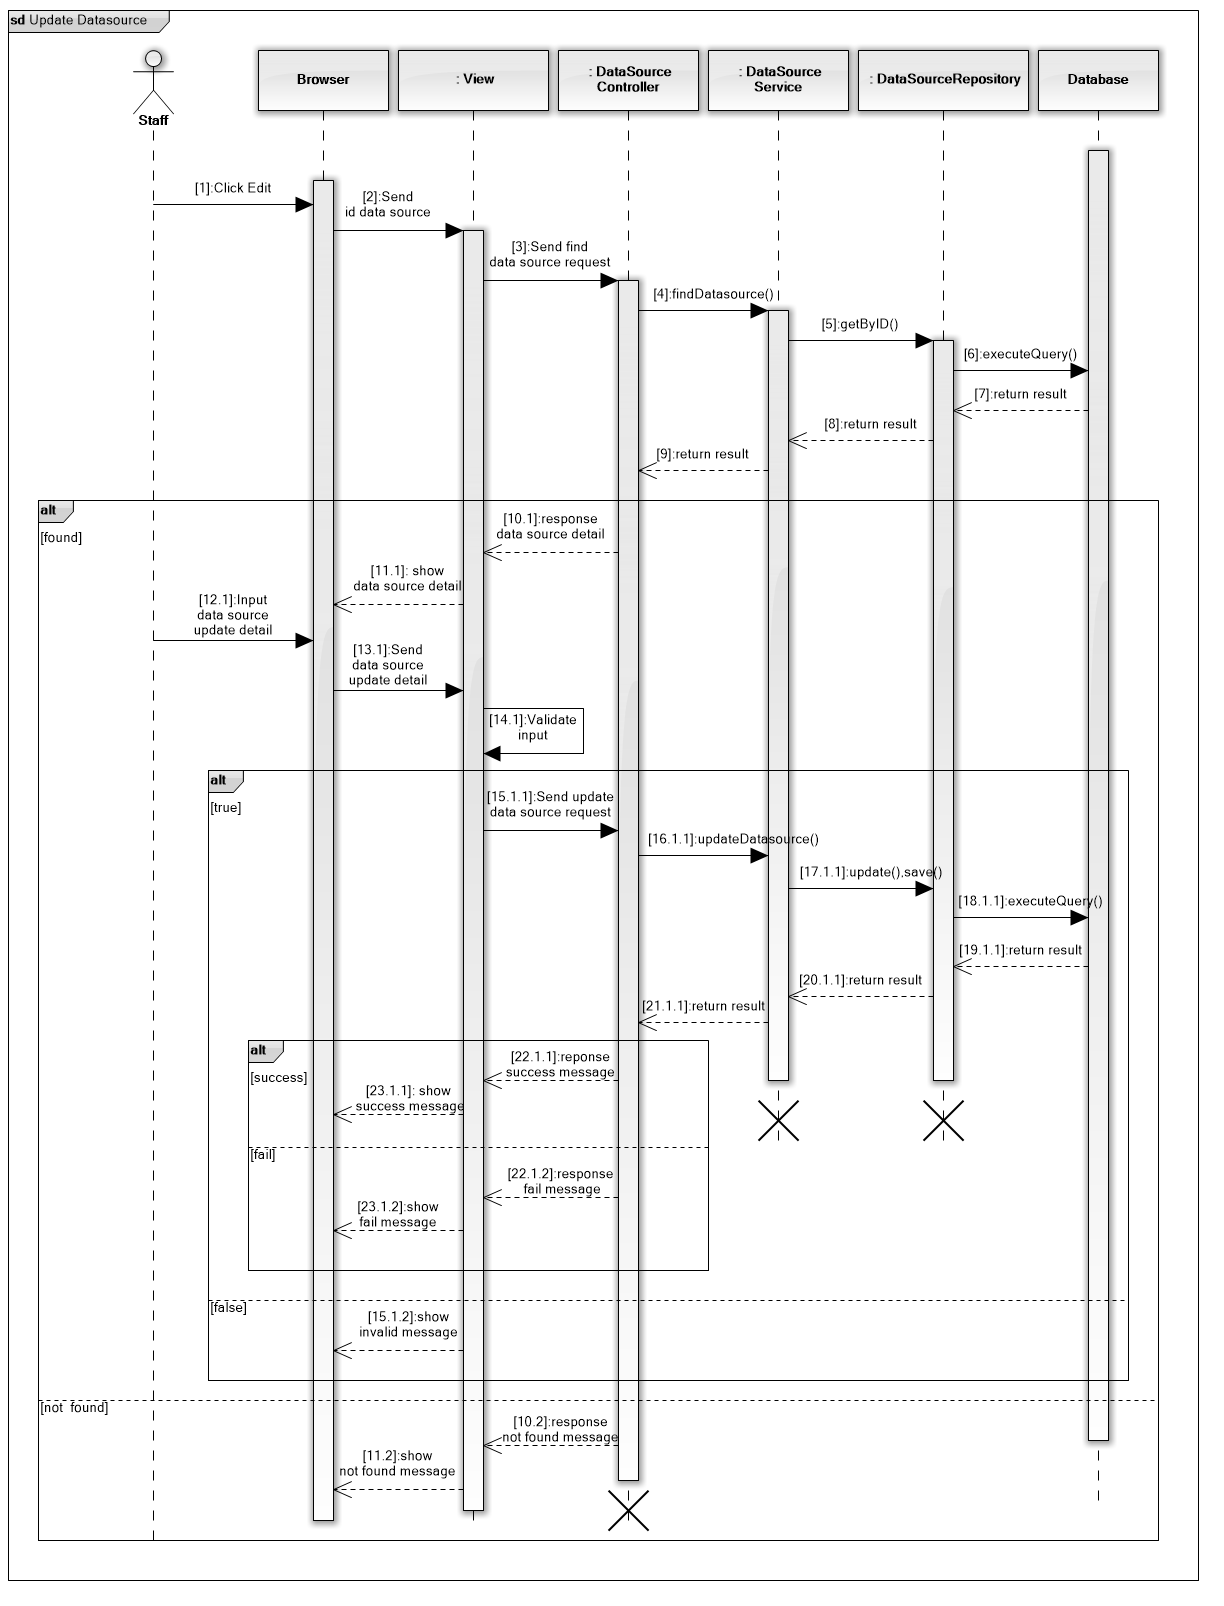 sd Update Datasource
Staff
Browser
: View
: DataSource
Controller
: DataSource
Service
: DataSourceRepository
Database
[1]:Click Edit
[2]:Send
id data source
[3]:Send find
data source request
[4]:findDatasource()
[5]:getByID()
[6]:executeQuery()
[7]:return result
[8]:return result
[9]:return result
alt
[found]
[10.1]:response
data source detail
[11.1]: show
data source detail
[12.1]:Input
data source
update detail
[13.1]:Send
data source
update detail
[14.1]:Validate
input
alt
[true]
[15.1.1]:Send update
data source request
[16.1.1]:updateDatasource()
[17.1.1]:update(),save()
[18.1.1]:executeQuery()
[19.1.1]:return result
[20.1.1]:return result
[21.1.1]:return result
alt
[success]
[22.1.1]:reponse
success message
[23.1.1]: show
success message
[fail]
[22.1.2]:response
fail message
[23.1.2]:show
fail message
[false]
[15.1.2]:show
invalid message
[not  found]
[10.2]:response
not found message
[11.2]:show
not found message